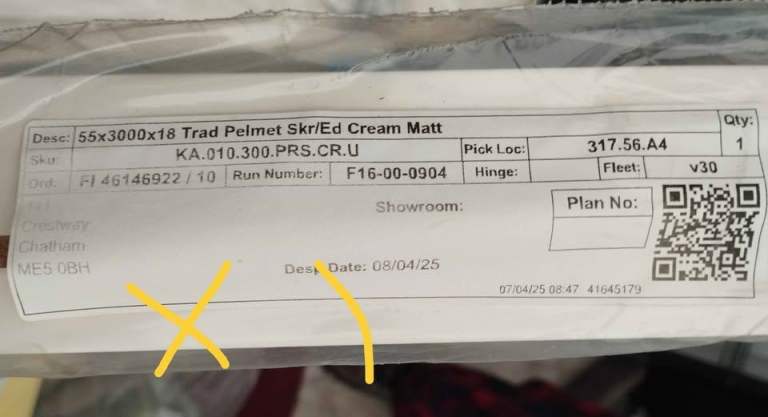 Desc: 55x3000x18 Trad Pelmet Skr/Ed Cream Matt Qty:
Sku: KA.010.300.PRS.CR.U Pick Loc: 317.56.A4 1
Ord: FI 46146922 / 10 Run Number: F16-00-0904 Hinge: Fleet: v30
Showroom: Plan No:
Crestway
Chatham
ME5 0BH Desp Date: 08/04/25
07/04/25 08:47 41645179